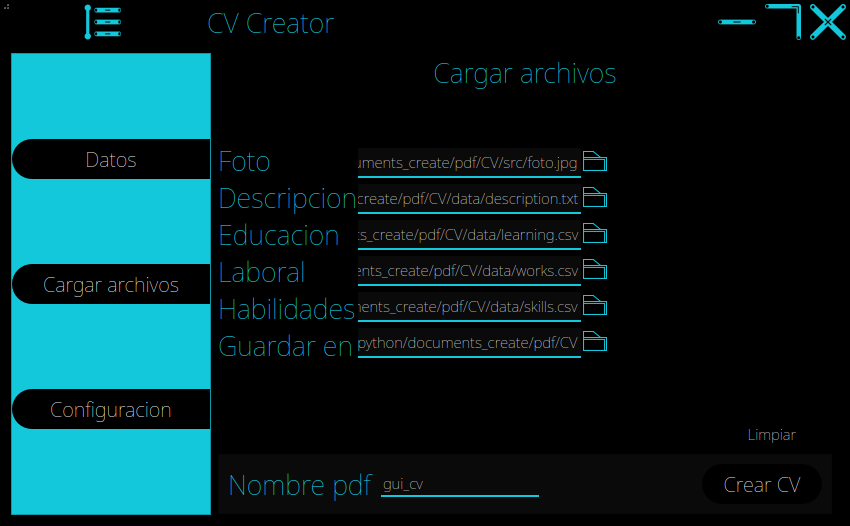 CV Creator
Cargar archivos
Datos
Cargar archivos
Configuracion
Foto uments_create/pdf/CV/src/foto.jpg
Descripcion create/pdf/CV/data/description.txt
Educacion ts_create/pdf/CV/data/learning.csv
Laboral ents_create/pdf/CV/data/works.csv
Habilidades ments_create/pdf/CV/data/skills.csv
Guardar en python/documents_create/pdf/CV
Limpiar
Nombre pdf gui_cv
Crear CV